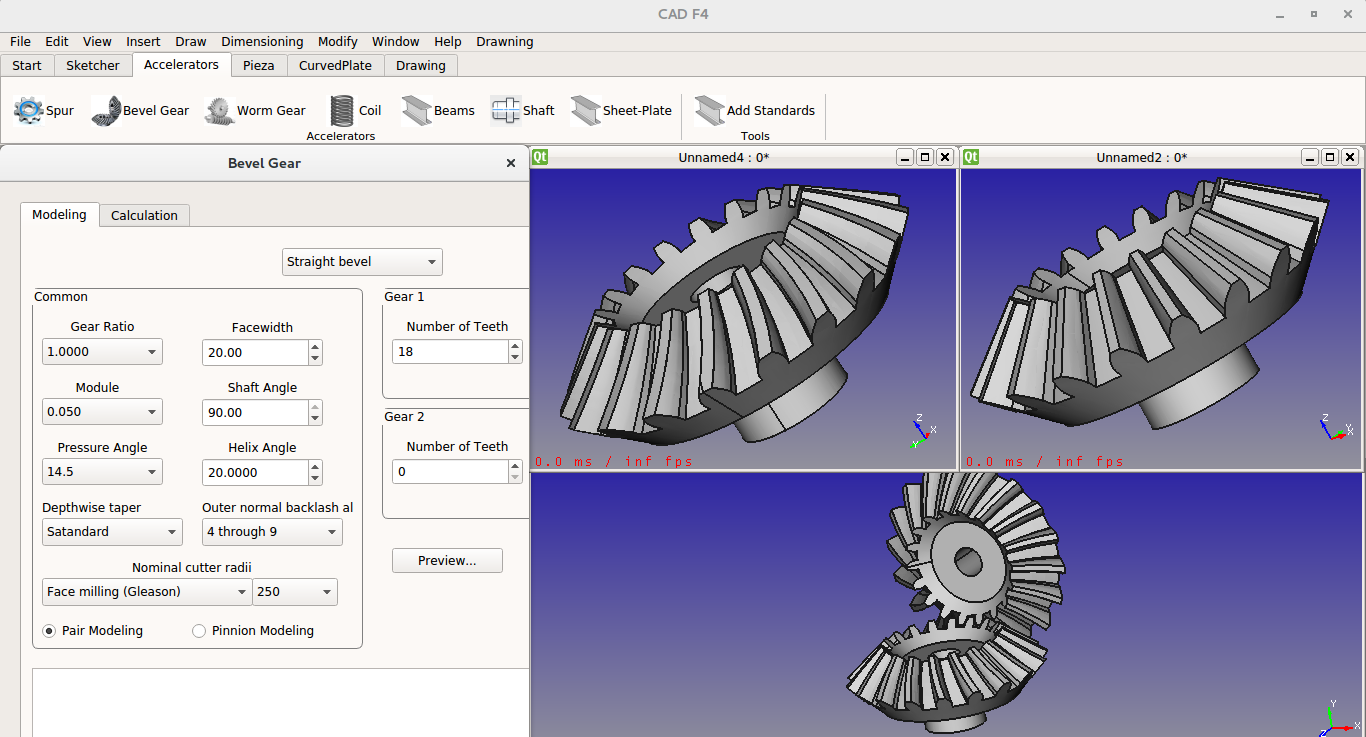 CAD F4
File Edit View Insert Draw Dimensioning Modify Window Help Drawning
Start Sketcher Accelerators Pieza CurvedPlate Drawing
Spur Bevel Gear Worm Gear Coil Beams Shaft Sheet-Plate Add Standards
Accelerators Tools
Bevel Gear
Modeling Calculation
Straight bevel
Common
Gear Ratio Facewidth
1.0000 20.00
Module Shaft Angle
0.050 90.00
Pressure Angle Helix Angle
14.5 20.0000
Depthwise taper Outer normal backlash al
Satandard 4 through 9
Nominal cutter radii
Face milling (Gleason) 250
Pair Modeling Pinnion Modeling
Gear 1
Number of Teeth
18
Gear 2
Number of Teeth
0
Preview...
Qt Unnamed4 : 0*
Z
X
Y
0.0 ms / inf fps
Qt Unnamed2 : 0*
Z
Y
X
0.0 ms / inf fps
Y
X
Z